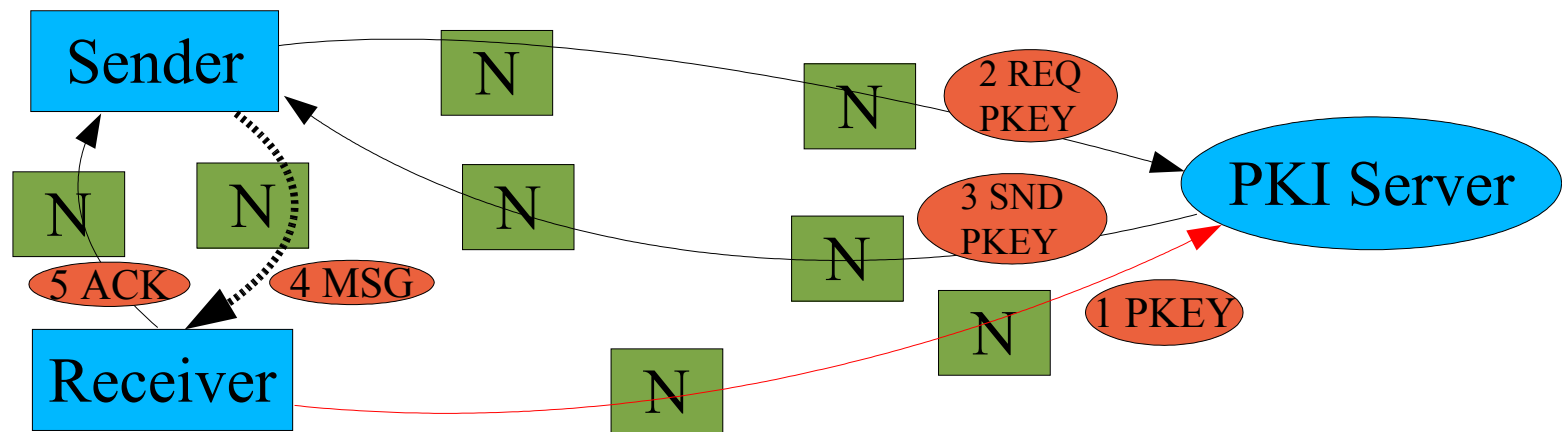 Sender
N
N
2 REQ
PKEY
PKI Server
N
N
N
3 SND
PKEY
N
5 ACK
4 MSG
N
1 PKEY
Receiver
N